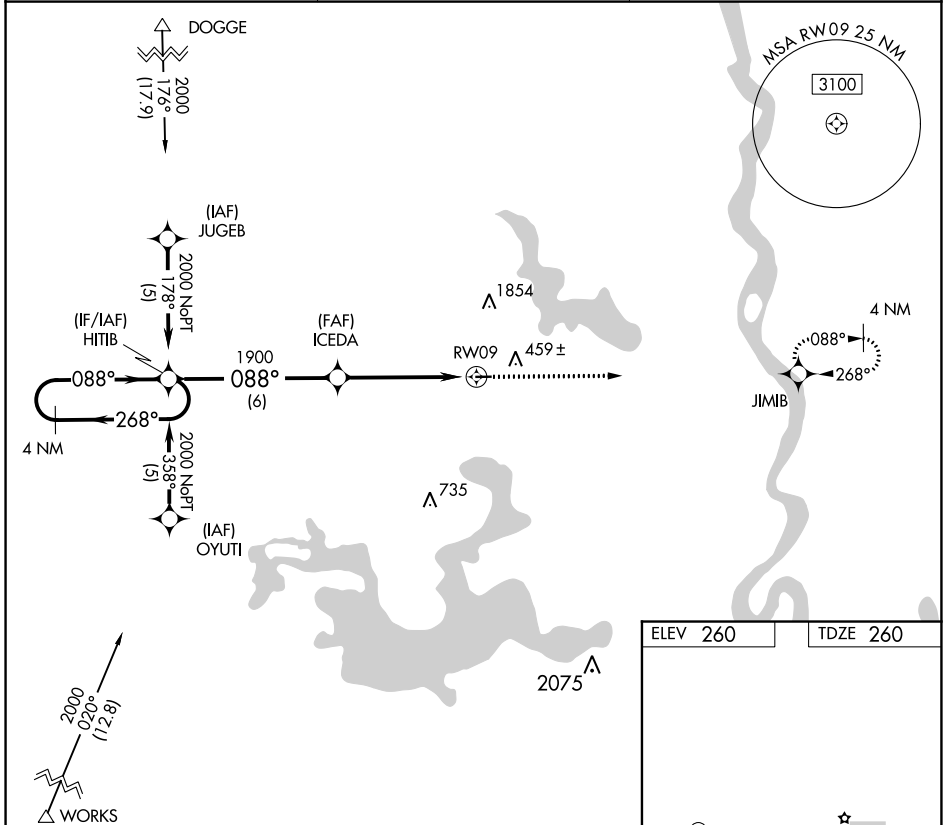 DOGGE
2000
176°
(17.9)
MSA RW09 25 NM
3100
(IAF)
JUGEB
2000 NoPT
178°
(5)
(IF/IAF)
HITIB
(FAF)
ICEDA
1854
RW09
459 ±
4 NM
088°
268°
JIMIB
088°
1900
088°
(6)
268°
4 NM
2000 NoPT
358°
(5)
(IAF)
OYUTI
735
2075
2000
020°
(12.8)
WORKS
ELEV 260
TDZE 260